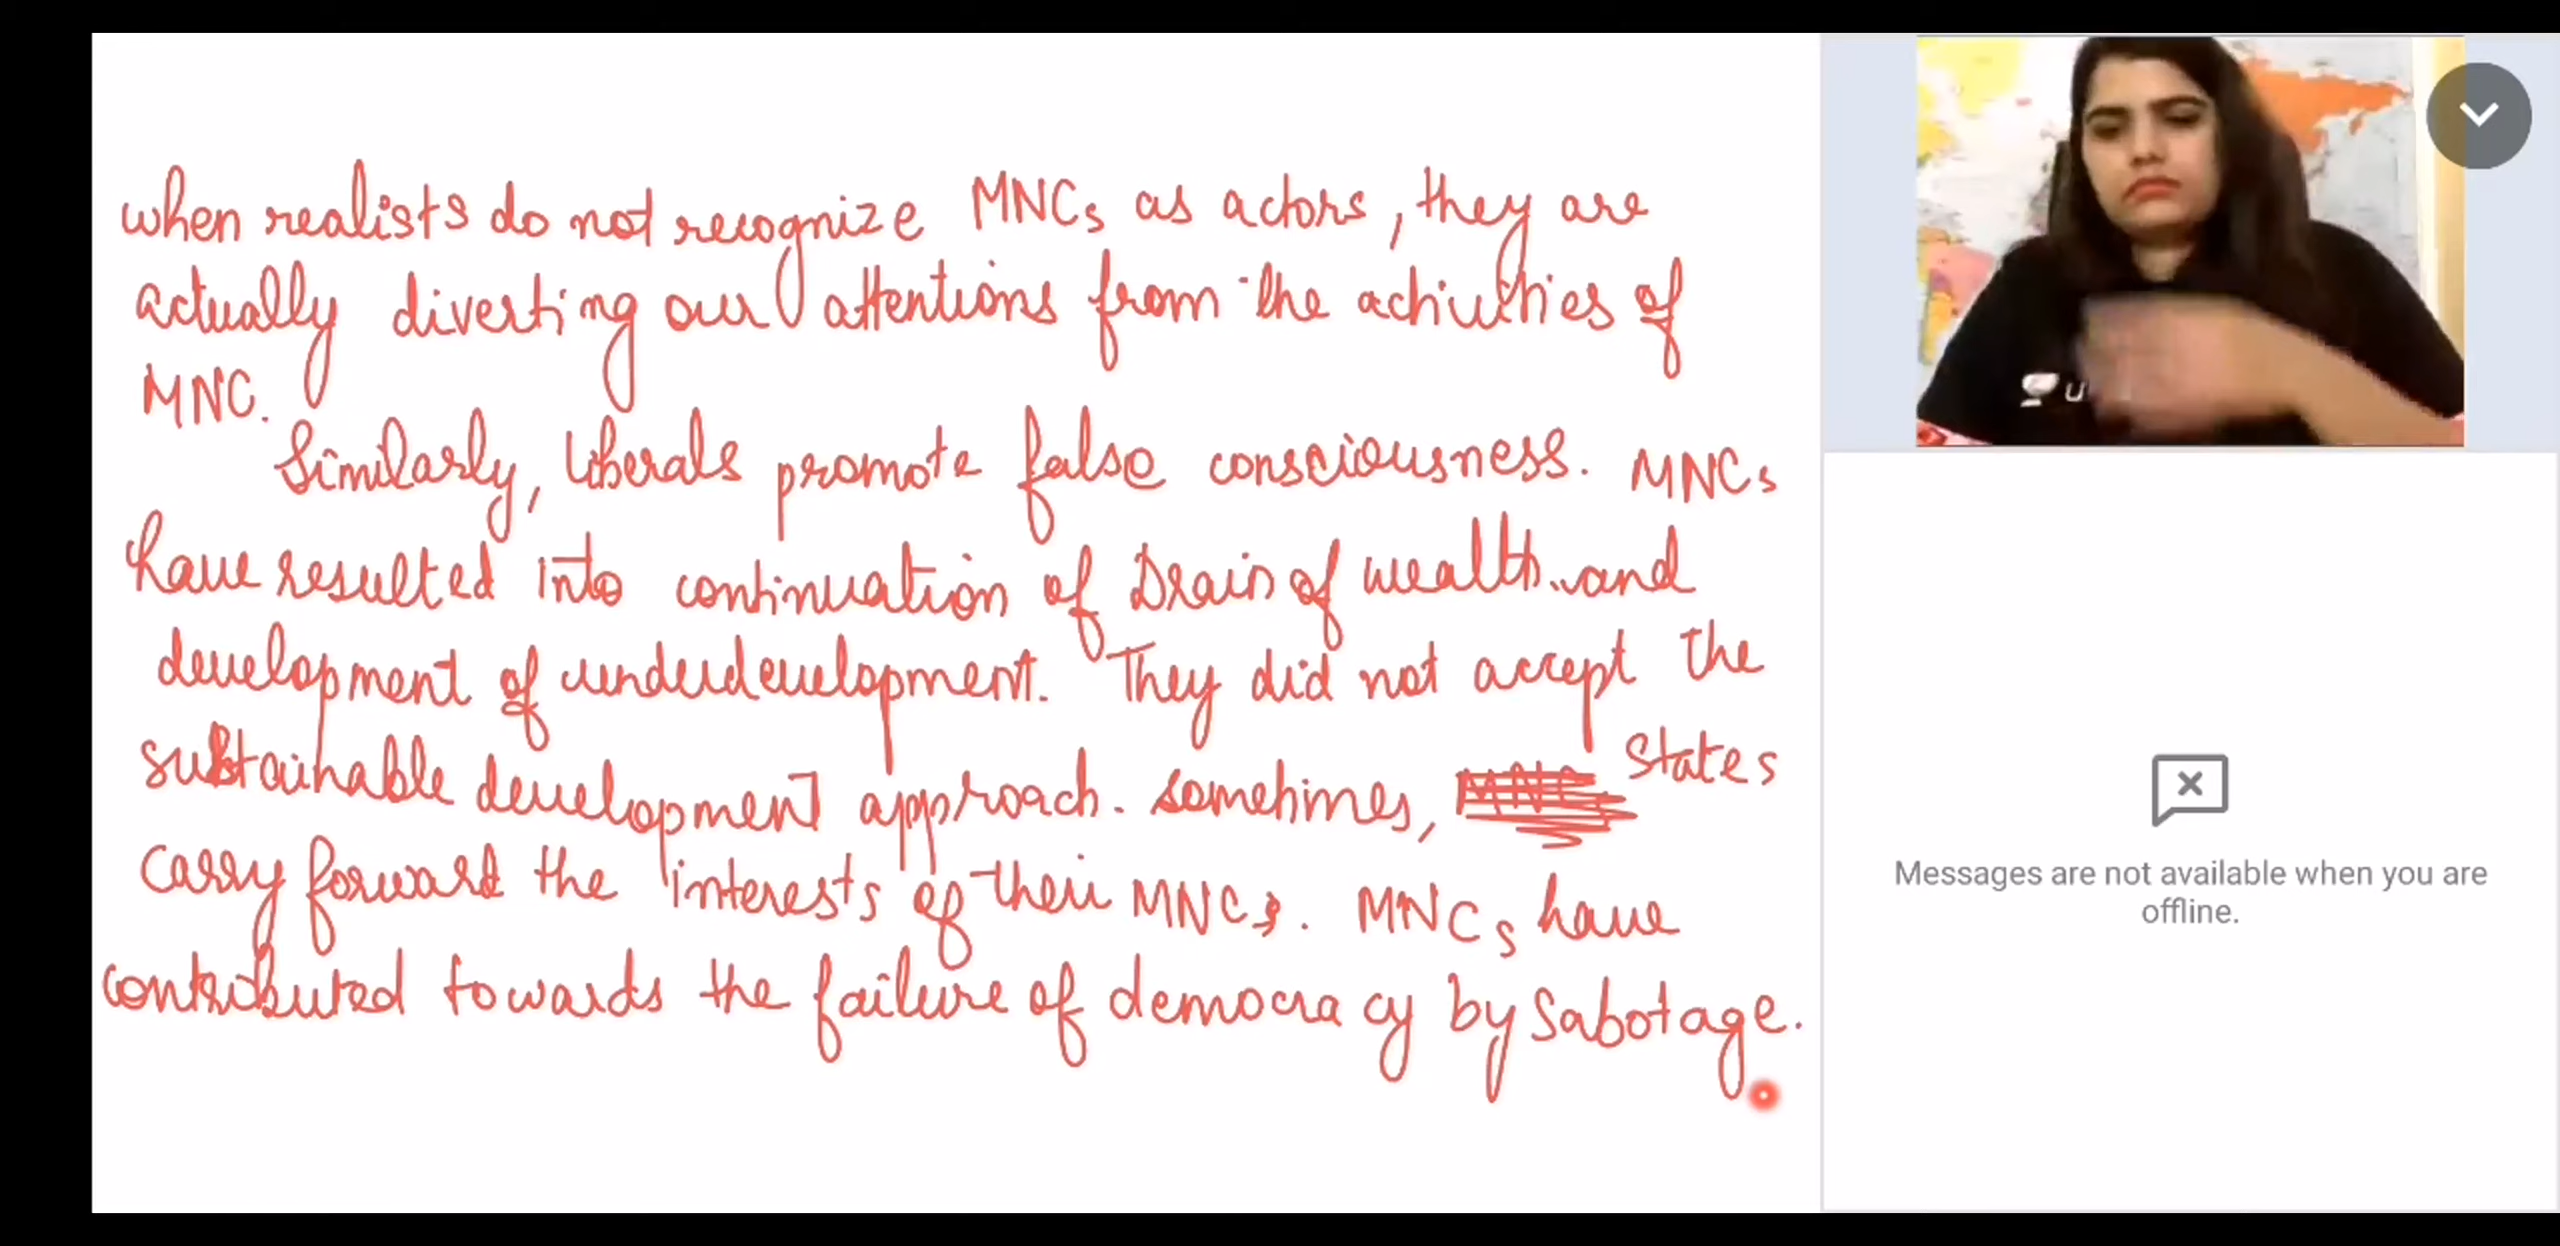 when realists do not recognize MNCs as actors, they are
actually diverting our attentions from the activities of
MNC.
Similarly, liberals promote false consciousness. MNCs
have resulted into continuation of Drain of wealth and
development of underdevelopment. They did not accept the
sustainable development approach. sometimes, States
carry forward the interests of their MNCs. MNCs have
contributed towards the failure of democracy by Sabotage.
Messages are not available when you are
offline.